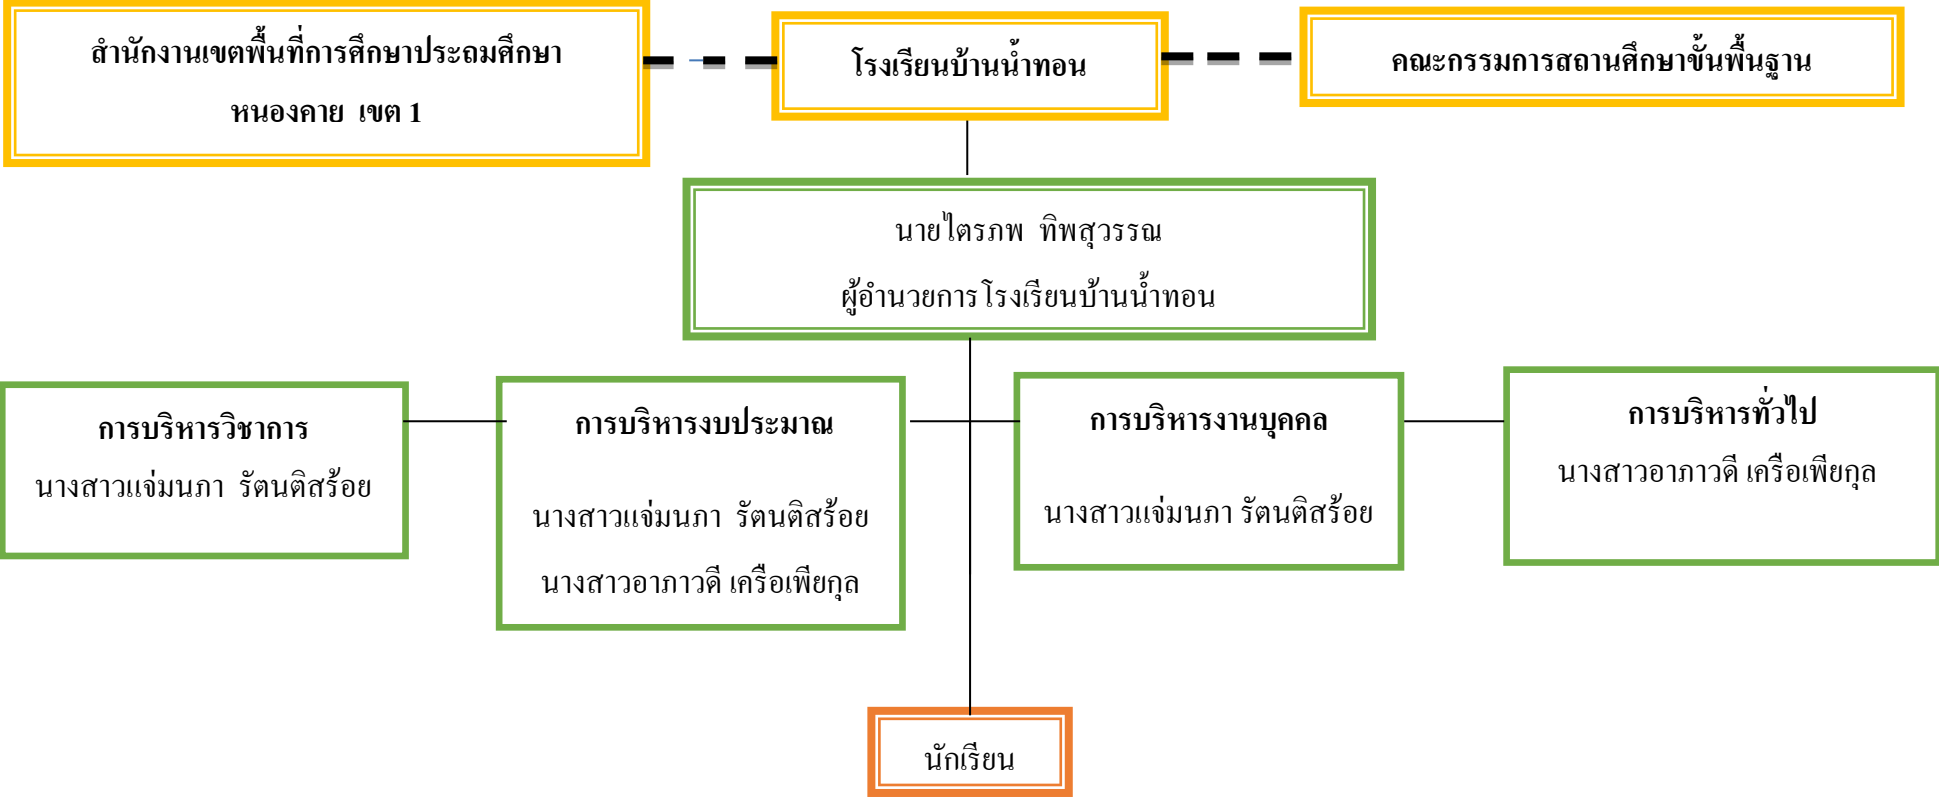 สำนักงานเขตพื้นที่การศึกษาประถมศึกษา
หนองคาย เขต 1
โรงเรียนบ้านน้ำทอน
คณะกรรมการสถานศึกษาขั้นพื้นฐาน
นายไตรภพ ทิพสุวรรณ
ผู้อำนวยการโรงเรียนบ้านน้ำทอน
การบริหารวิชาการ
นางสาวแจ่มนภา รัตนติสร้อย
การบริหารงบประมาณ
นางสาวแจ่มนภา รัตนติสร้อย
นางสาวอาภาวดี เครือเพียกุล
การบริหารงานบุคคล
นางสาวแจ่มนภา รัตนติสร้อย
การบริหารทั่วไป
นางสาวอาภาวดี เครือเพียกุล
นักเรียน